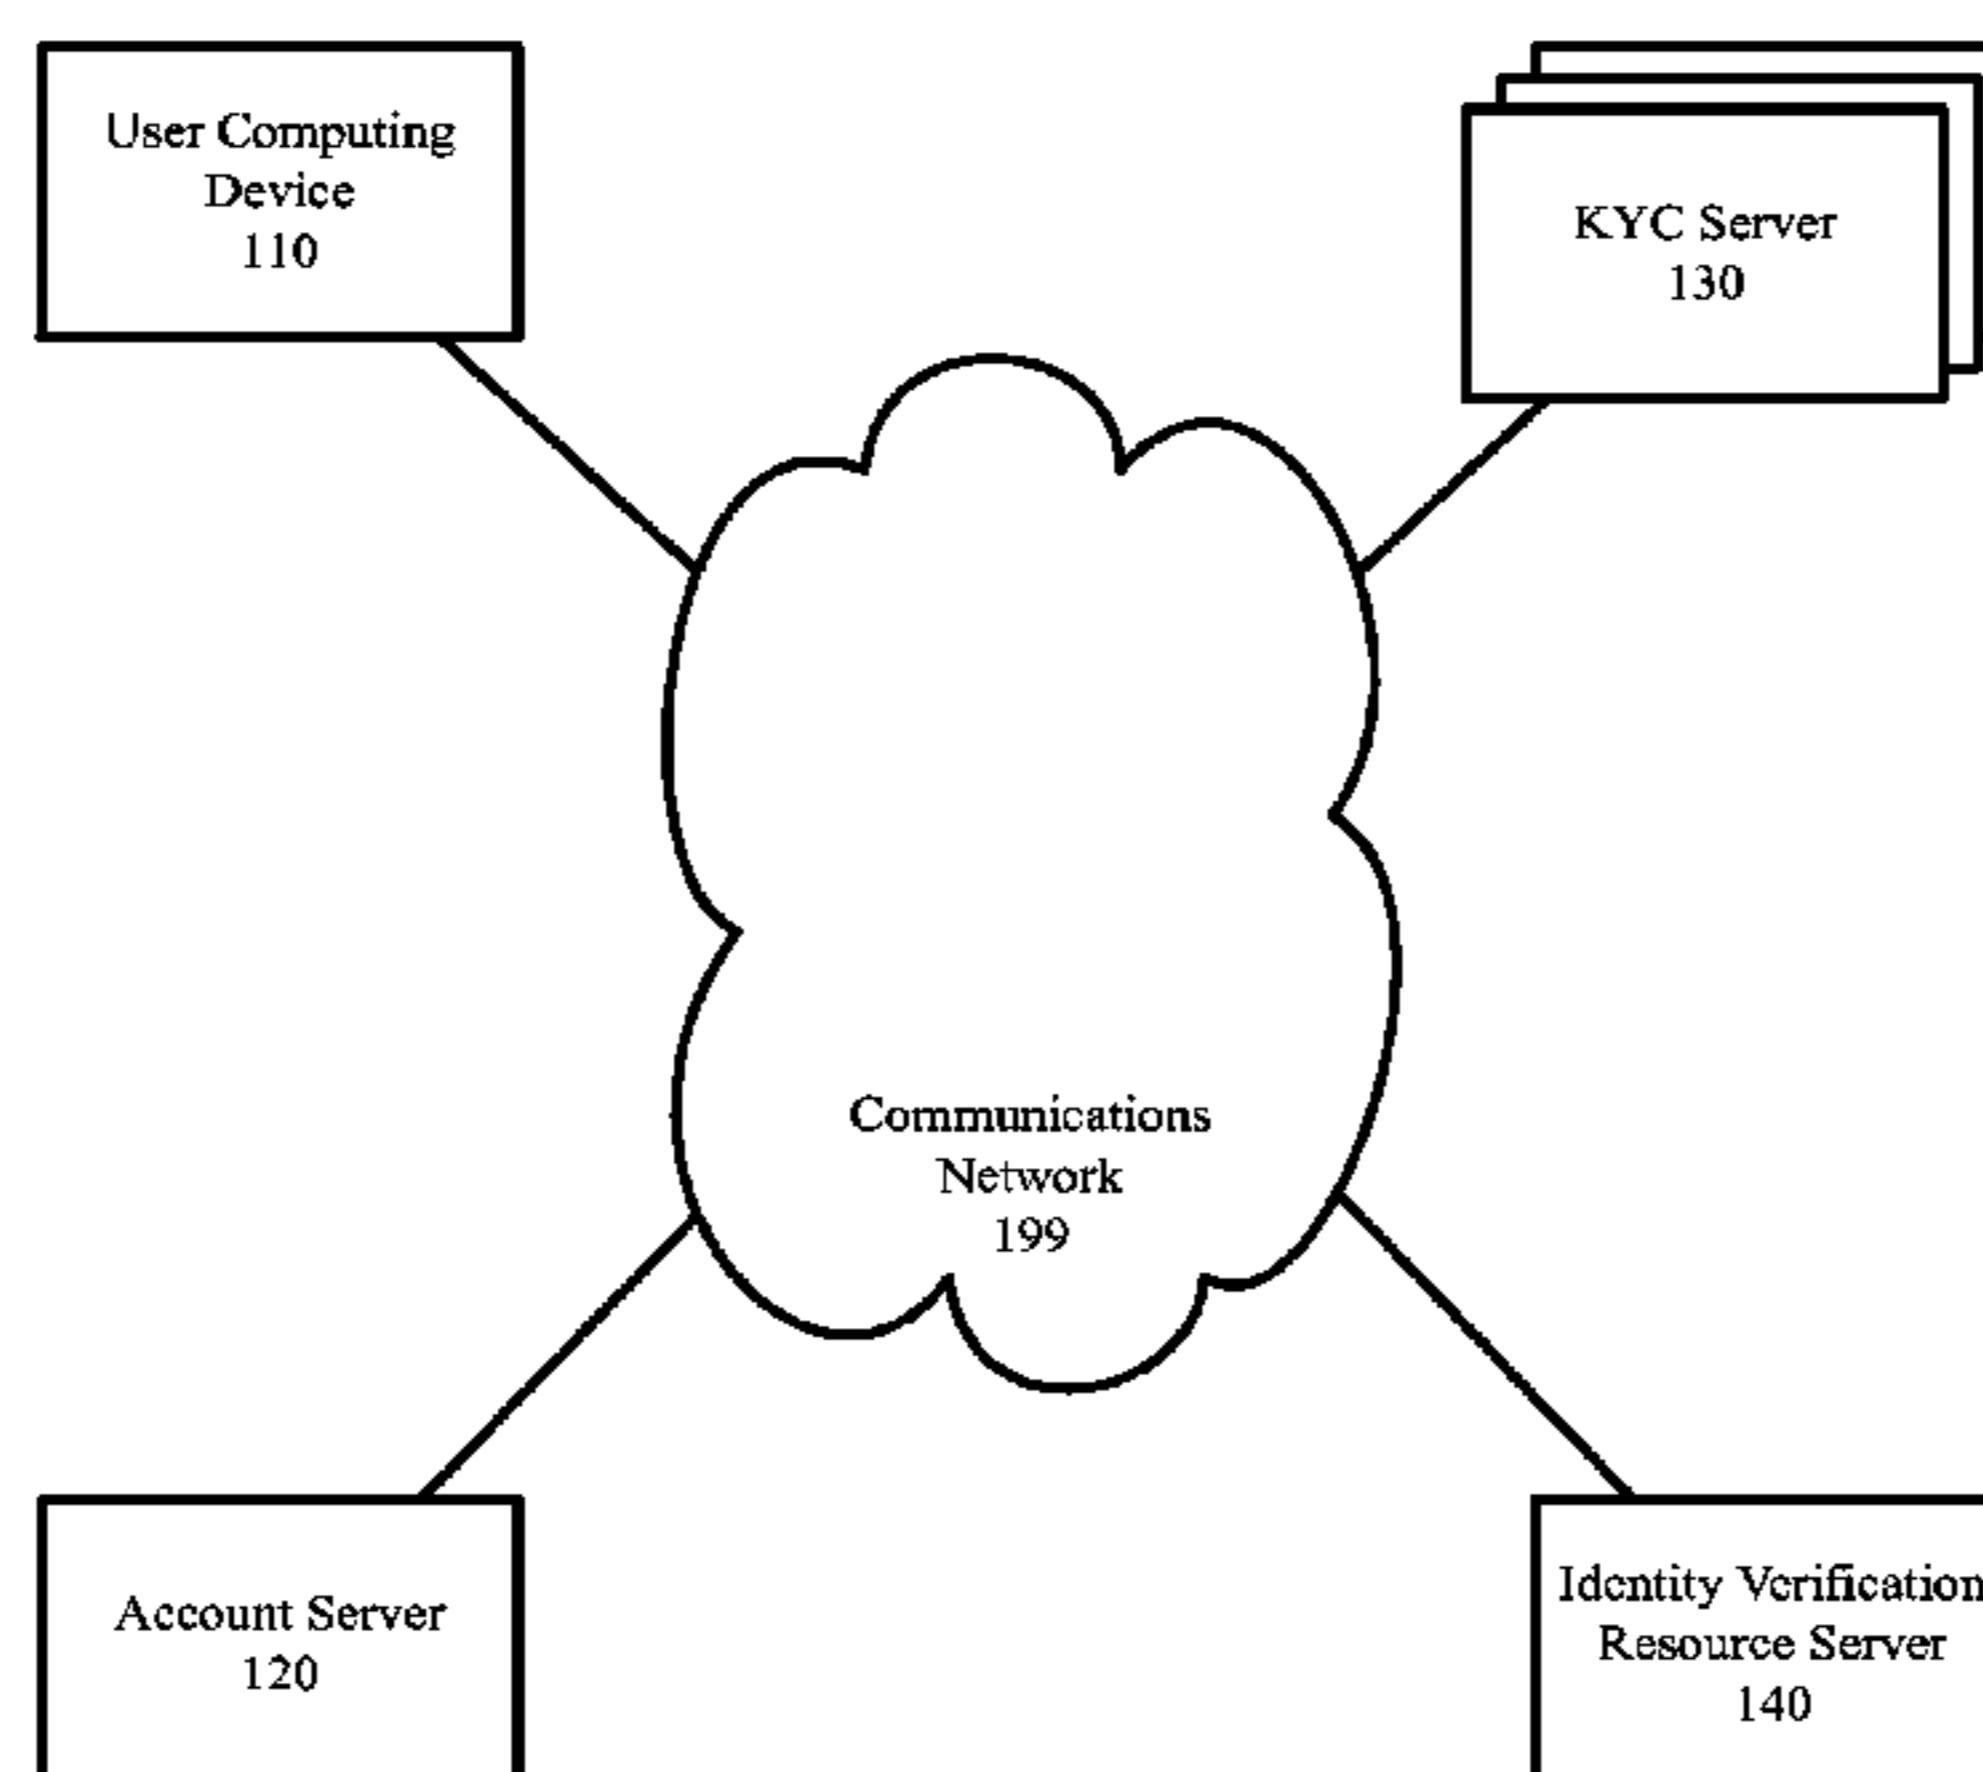 User Computing
Device
110
KYC Server
130
Communications
Network
199
Account Server
120
Identity Verification
Resource Server
140